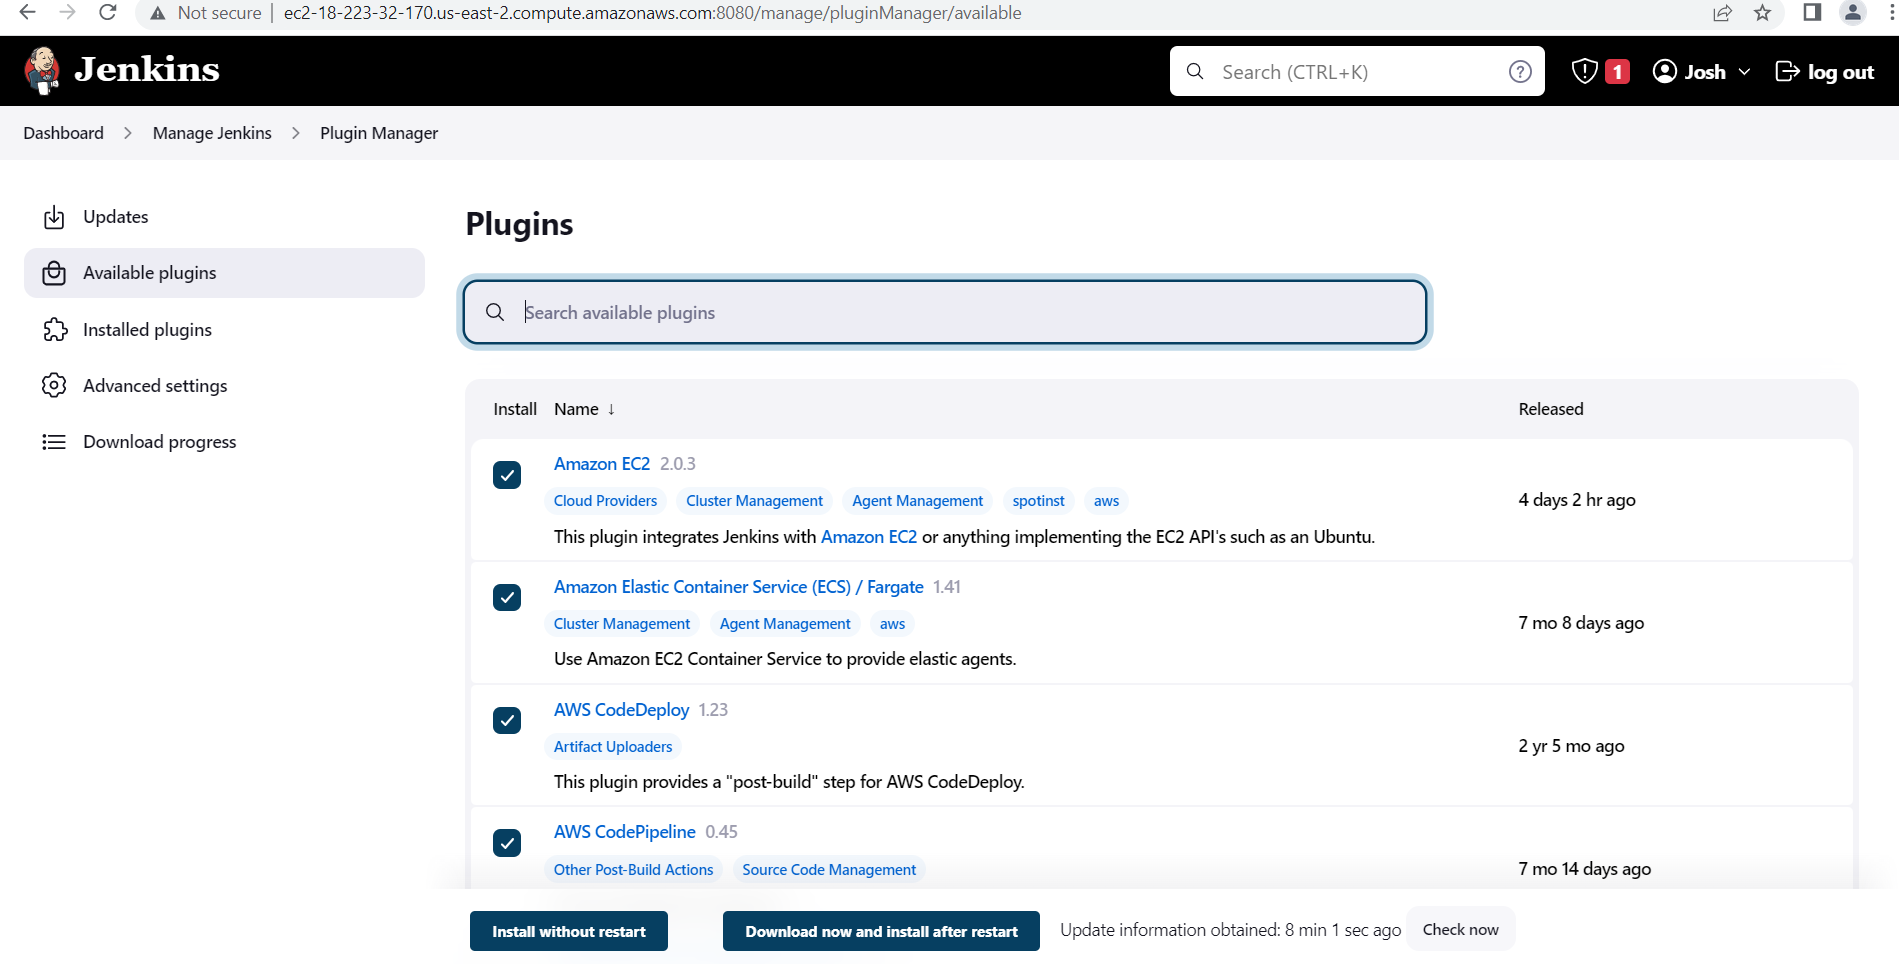 Not secure | ec2-18-223-32-170.us-east-2.compute.amazonaws.com:8080/manage/pluginManager/available
Jenkins
Search (CTRL+K)
?
1
Josh
log out
Dashboard > Manage Jenkins > Plugin Manager
Updates
Available plugins
Installed plugins
Advanced settings
Download progress
Plugins
Search available plugins
Install Name ↓ Released
Amazon EC2 2.0.3
Cloud Providers Cluster Management Agent Management spotinst aws
This plugin integrates Jenkins with Amazon EC2 or anything implementing the EC2 API's such as an Ubuntu.
4 days 2 hr ago
Amazon Elastic Container Service (ECS) / Fargate 1.41
Cluster Management Agent Management aws
Use Amazon EC2 Container Service to provide elastic agents.
7 mo 8 days ago
AWS CodeDeploy 1.23
Artifact Uploaders
This plugin provides a "post-build" step for AWS CodeDeploy.
2 yr 5 mo ago
AWS CodePipeline 0.45
Other Post-Build Actions Source Code Management
7 mo 14 days ago
Install without restart Download now and install after restart Update information obtained: 8 min 1 sec ago Check now